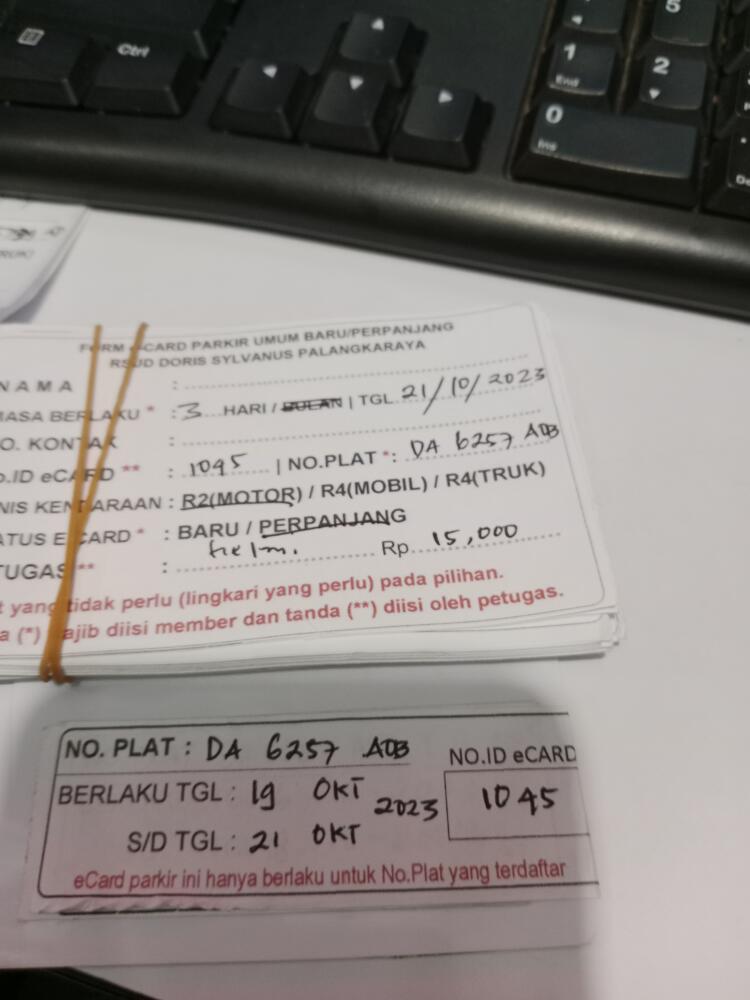 Ctrl
5
1
End
2
0
Ins
FORM eCARD PARKIR UMUM BARU/PERPANJANG
RSUD DORIS SYLVANUS PALANGKARAYA
NAMA :
MASA BERLAKU * : 3 HARI / BULAN | TGL 21/10/2023
O. KONTAK :
o.ID eCARD ** : 1045 | NO.PLAT *: DA 6257 ADB
NIS KENDARAAN : R2(MOTOR) / R4(MOBIL) / R4(TRUK)
ATUS ECARD * : BARU / PERPANJANG
TUGAS ** : Rp. 15,000
t yang tidak perlu (lingkari yang perlu) pada pilihan.
a (*) wajib diisi member dan tanda (**) diisi oleh petugas.
NO. PLAT : DA 6257 ADB
NO.ID eCARD
BERLAKU TGL : 19 OKT 2023
1045
S/D TGL : 21 OKT
eCard parkir ini hanya berlaku untuk No.Plat yang terdaftar